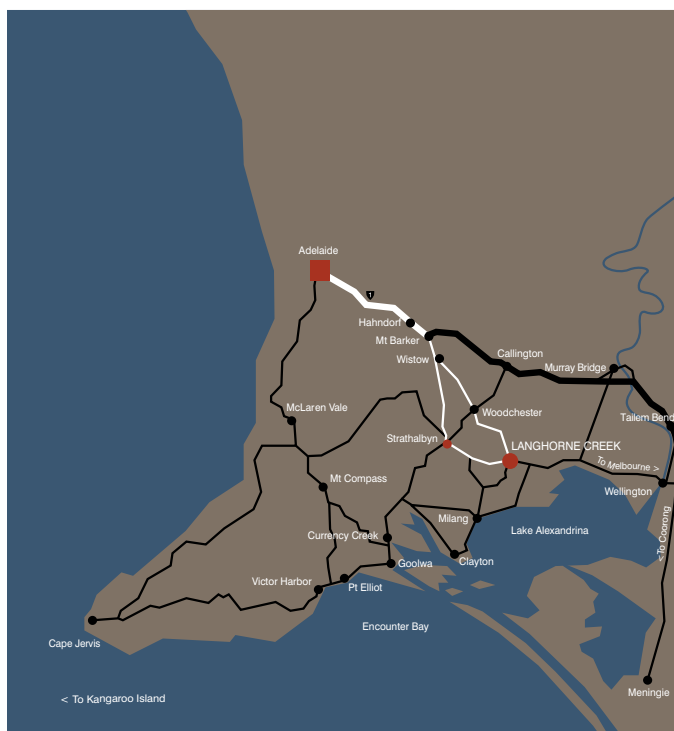 Adelaide
1
Hahndorf
Mt Barker
Wistow
Callington
Murray Bridge
McLaren Vale
Woodchester
Tailem Bend
Strathalbyn
LANGHORNE CREEK
To Melbourne >
Mt Compass
Wellington
Milang
Lake Alexandrina
< To Coorong
Currency Creek
Clayton
Goolwa
Victor Harbor
Pt Elliot
Encounter Bay
Cape Jervis
Meningie
< To Kangaroo Island